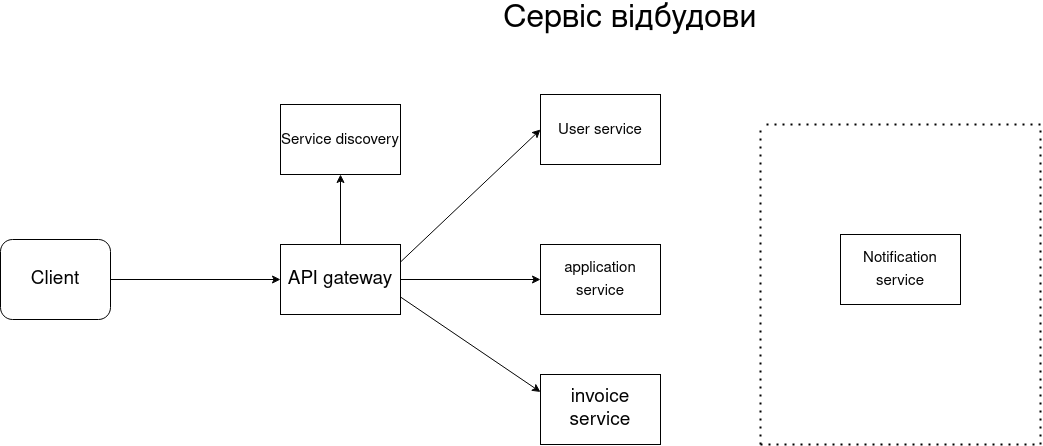 Сервіс відбудови
Service discovery
User service
Client
API gateway
application
service
Notification
service
invoice
service